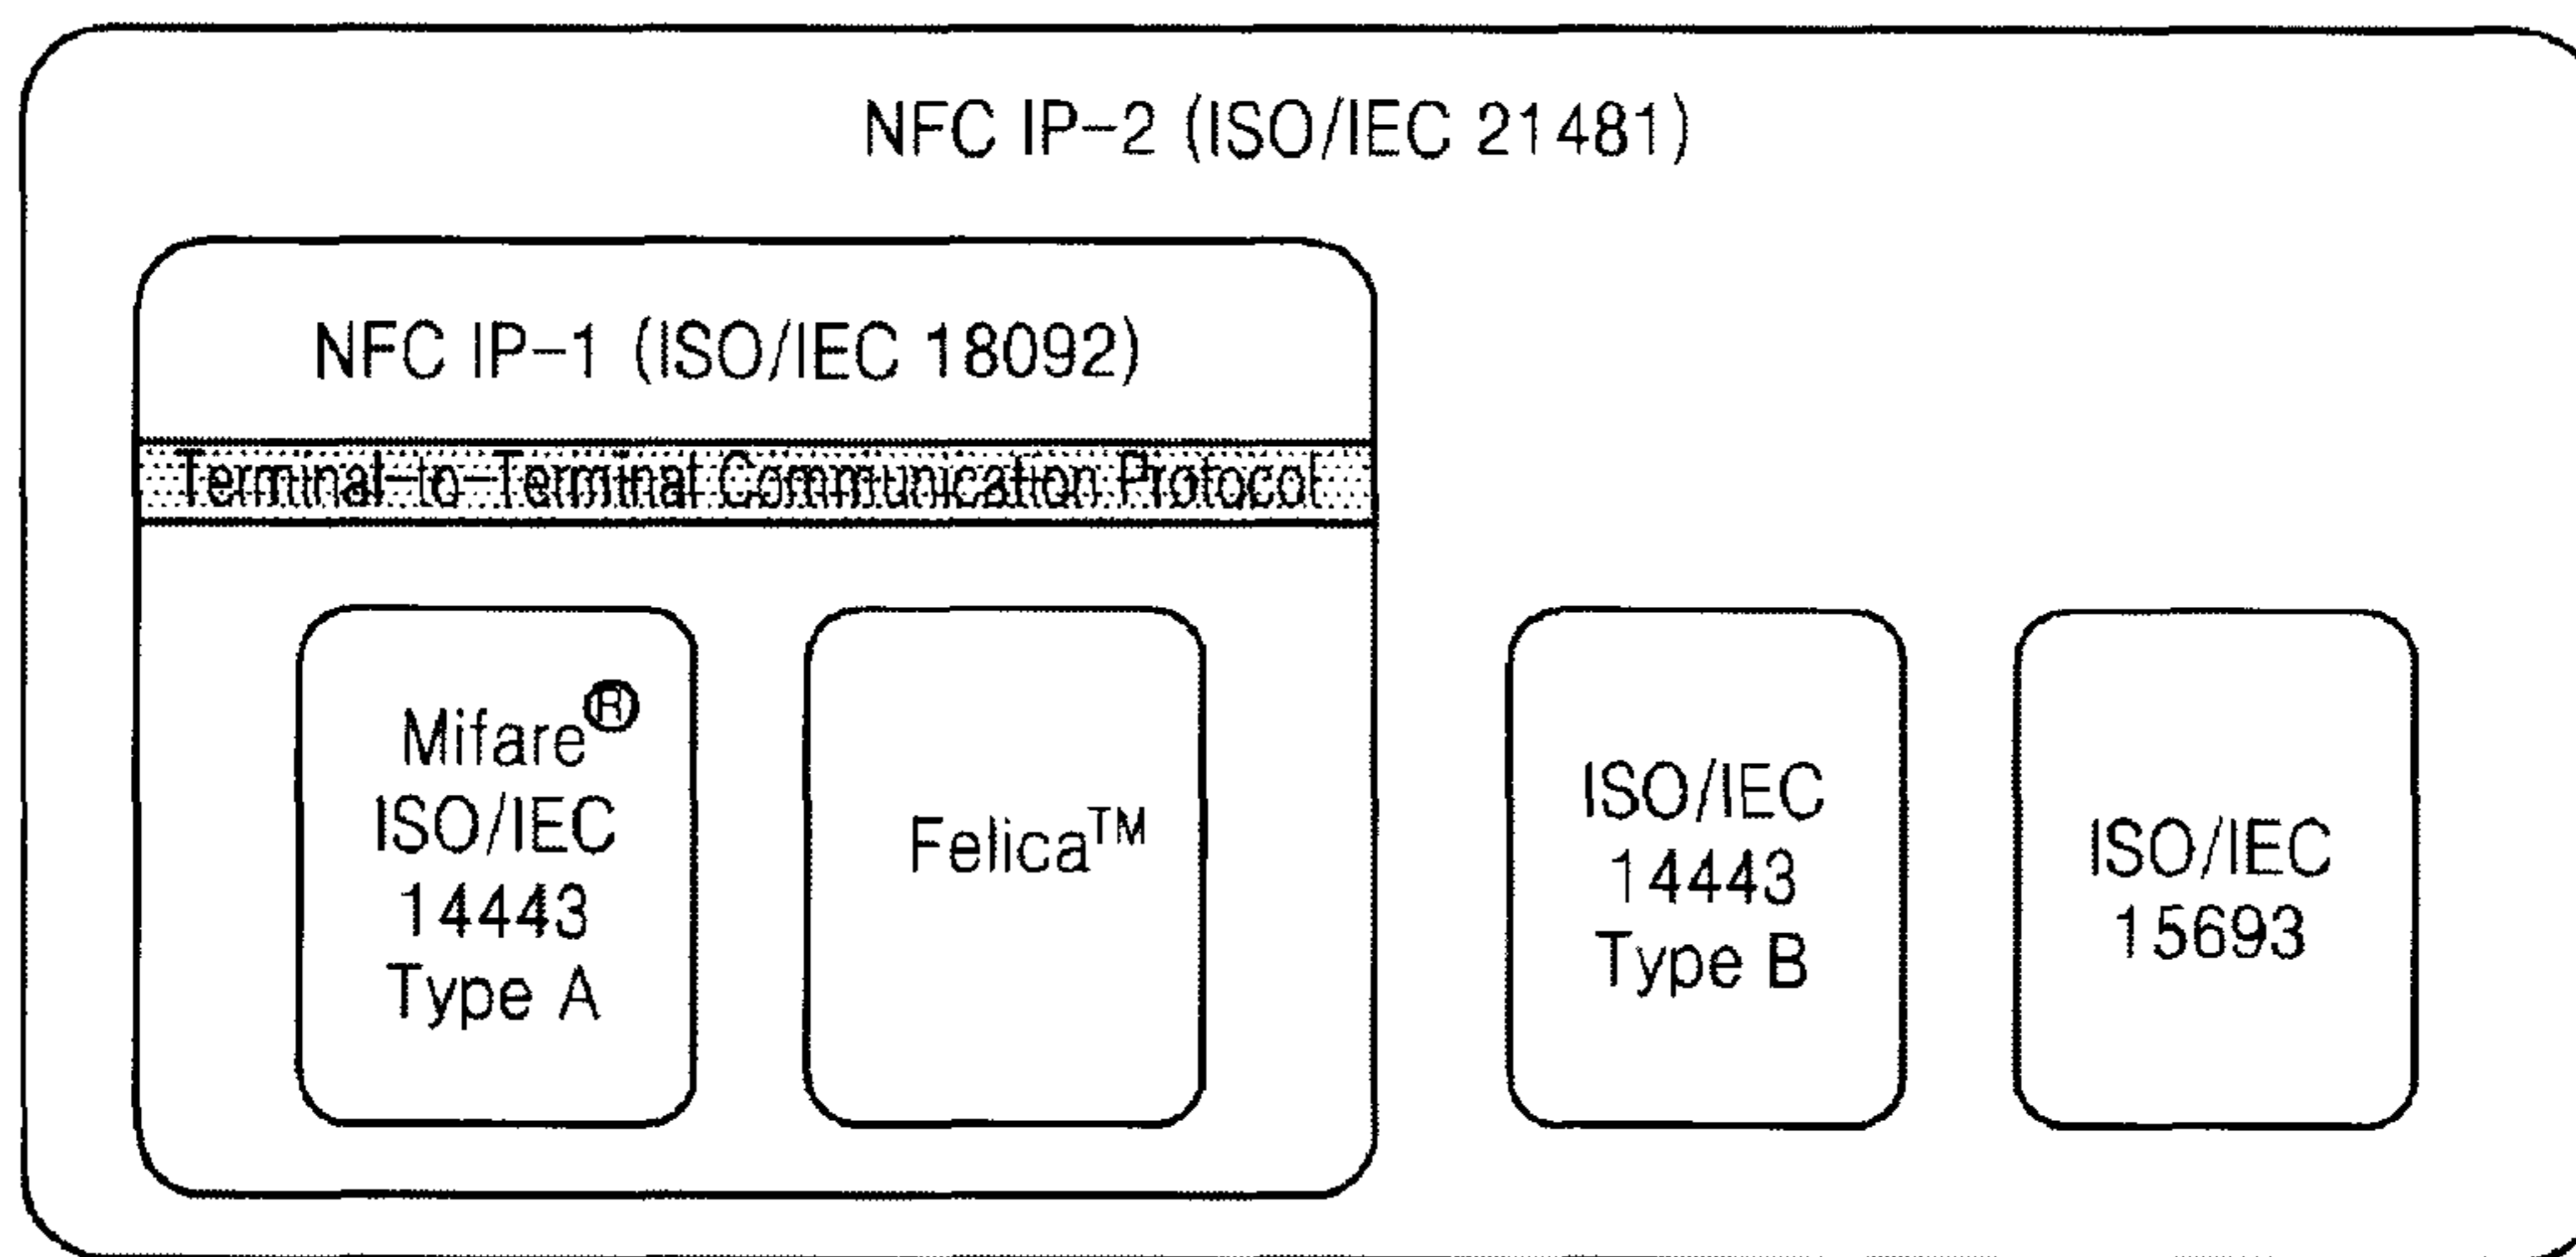 NFC IP-2 (ISO/IEC 21481)
NFC IP-1 (ISO/IEC 18092)
Terminal-to-Terminal Communication Protocol
Mifare®
ISO/IEC
14443
Type A
Felica™
ISO/IEC
14443
Type B
ISO/IEC
15693